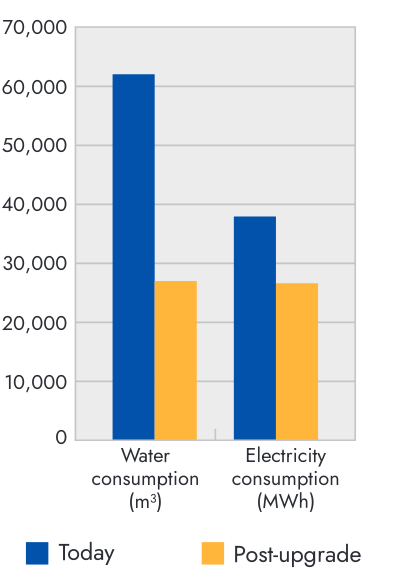 70,000
60,000
50,000
40,000
30,000
20,000
10,000
0
Water
consumption
(m³)
Electricity
consumption
(MWh)
Today
Post-upgrade